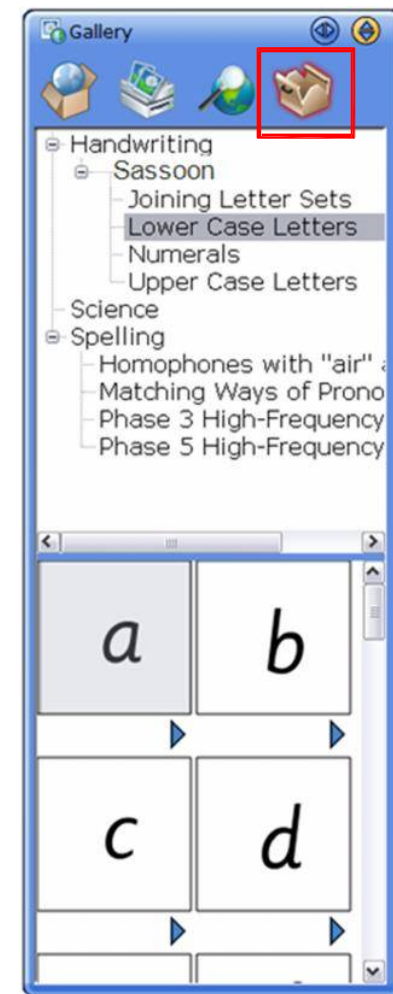 Gallery
Handwriting
Sassoon
Joining Letter Sets
Lower Case Letters
Numerals
Upper Case Letters
Science
Spelling
Homophones with "air"
Matching Ways of Prono
Phase 3 High-Frequency
Phase 5 High-Frequency
a b
c d